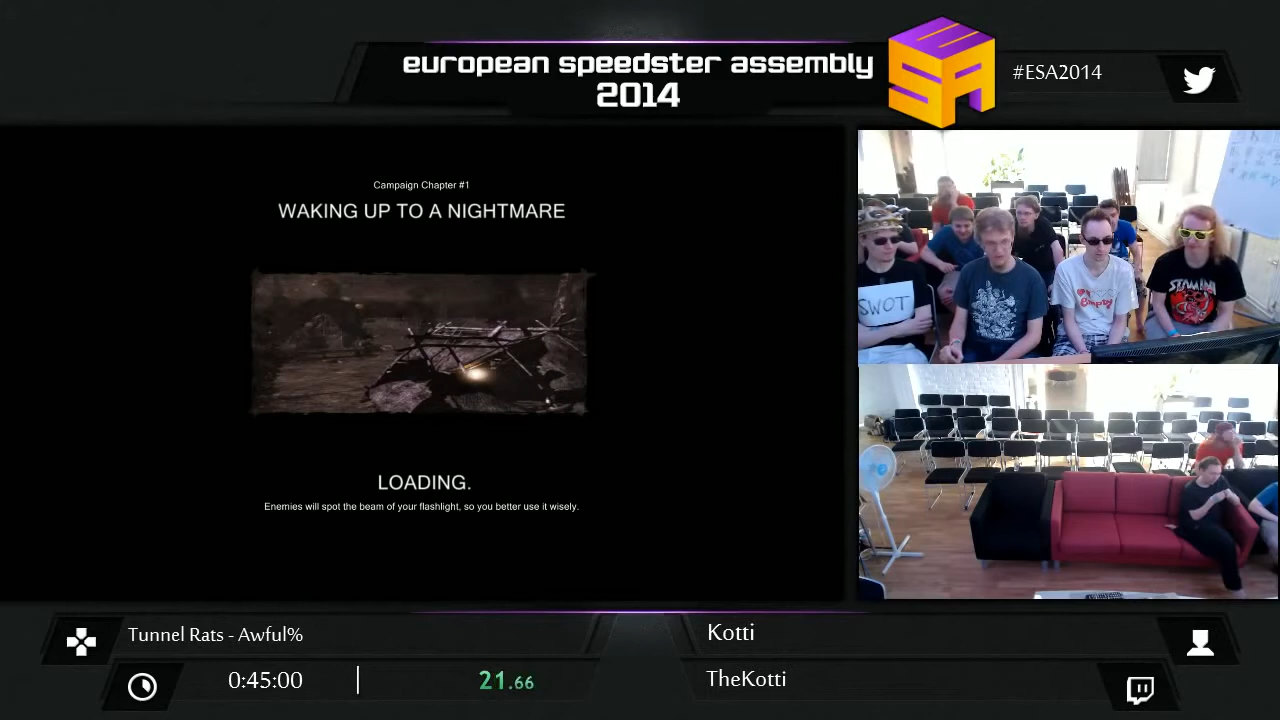 european speedster assembly
2014
ESA
#ESA2014
Campaign Chapter #1
WAKING UP TO A NIGHTMARE
SWOT
LOADING.
Enemies will spot the beam of your flashlight, so you better use it wisely.
Tunnel Rats - Awful%
Kotti
0:45:00
21.66
TheKotti